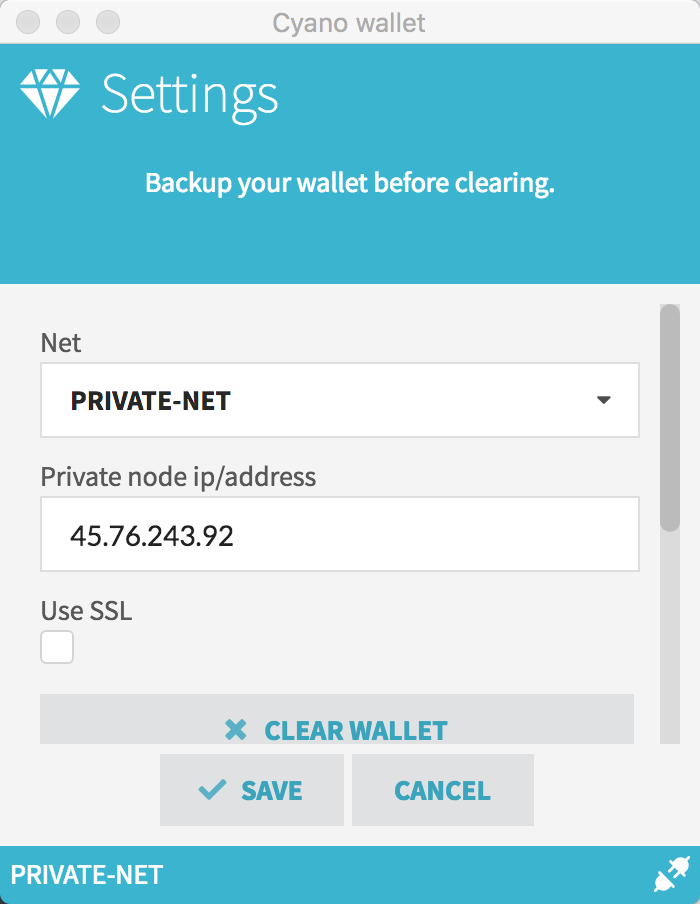 Cyano wallet
Settings
Backup your wallet before clearing.
Net
PRIVATE-NET
Private node ip/address
45.76.243.92
Use SSL
CLEAR WALLET
SAVE CANCEL
PRIVATE-NET